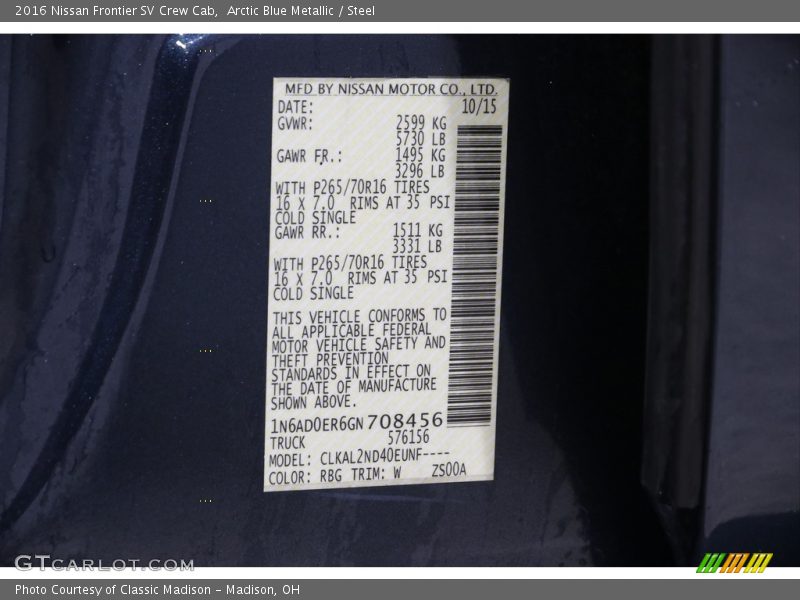 2016 Nissan Frontier SV Crew Cab,  Arctic Blue Metallic / Steel
MFD BY NISSAN MOTOR CO., LTD.
DATE: 10/15
GVWR: 2599 KG
5730 LB
GAWR FR.: 1495 KG
3296 LB
WITH P265/70R16 TIRES
16 X 7.0 RIMS AT 35 PSI
COLD SINGLE
GAWR RR.: 1511 KG
3331 LB
WITH P265/70R16 TIRES
16 X 7.0 RIMS AT 35 PSI
COLD SINGLE
THIS VEHICLE CONFORMS TO
ALL APPLICABLE FEDERAL
MOTOR VEHICLE SAFETY AND
THEFT PREVENTION
STANDARDS IN EFFECT ON
THE DATE OF MANUFACTURE
SHOWN ABOVE.
1N6AD0ER6GN708456
TRUCK 576156
MODEL: CLKAL2ND40EUNF----
COLOR: RBG TRIM: W ZS00A
GTCARLOT.COM
Photo Courtesy of Classic Madison – Madison, OH